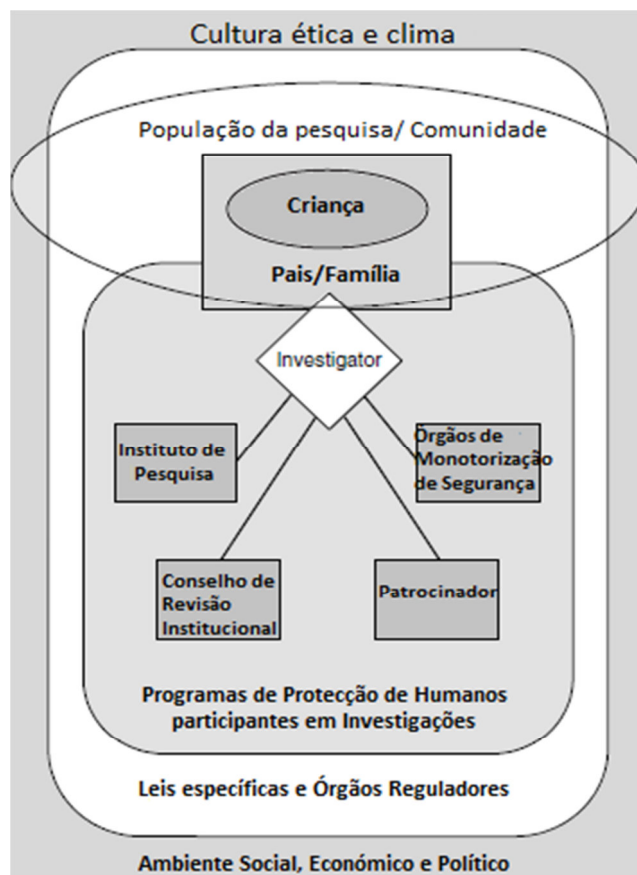 Cultura ética e clima
População da pesquisa/ Comunidade
Criança
Pais/Família
Investigator
Instituto de
Pesquisa
Órgãos de
Monotorização
de Segurança
Conselho de
Revisão
Institucional
Patrocinador
Programas de Protecção de Humanos
participantes em Investigações
Leis específicas e Órgãos Reguladores
Ambiente Social, Económico e Político